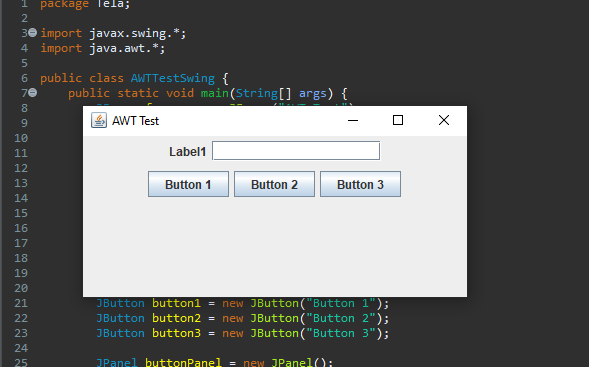 1 package Tela;
2
3 import javax.swing.*;
4 import java.awt.*;
5
6 public class AWTTestSwing {
7 public static void main(String[] args) {
8
9
AWT Test
10
11
Label1
12
13
Button 1 Button 2 Button 3
14
15
16
17
18
19
20
21 JButton button1 = new JButton("Button 1");
22 JButton button2 = new JButton("Button 2");
23 JButton button3 = new JButton("Button 3");
24
25 JPanel buttonPanel = new JPanel();